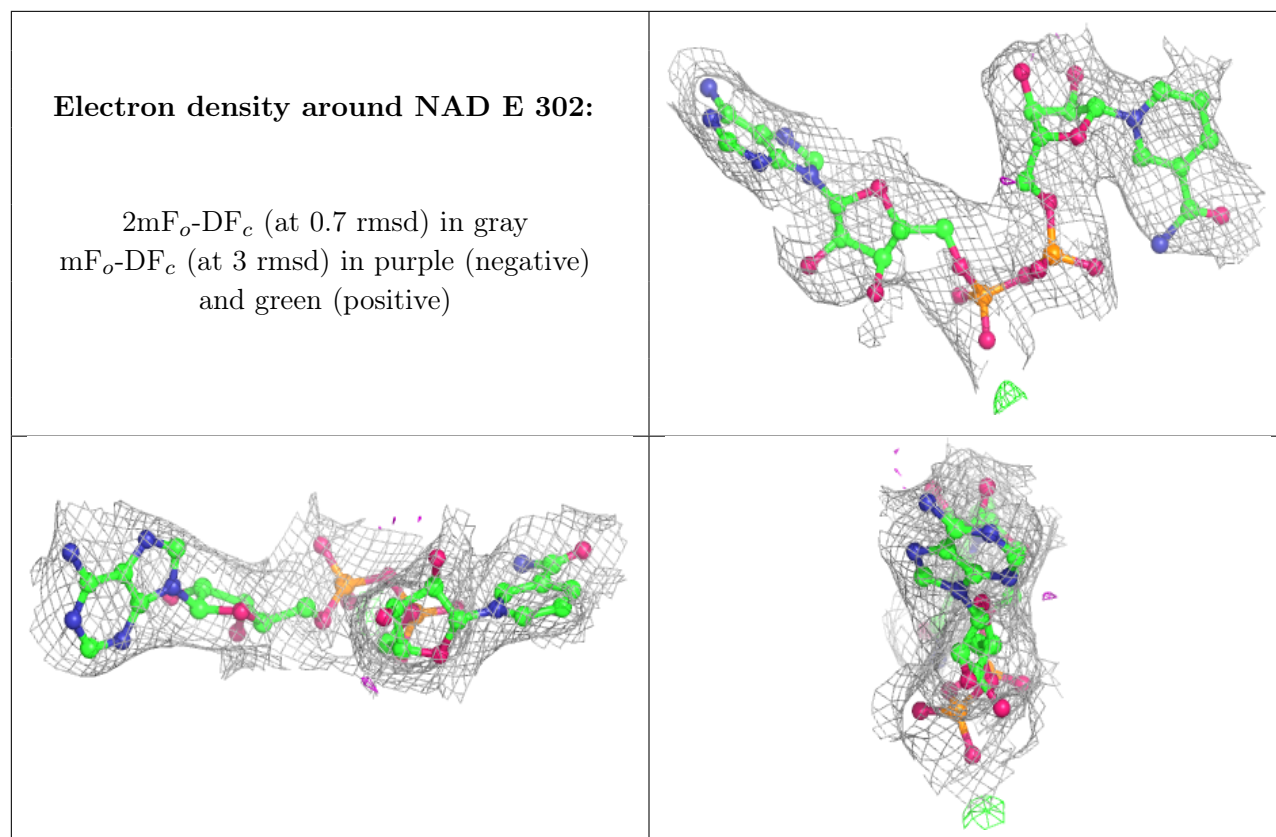 Electron density around NAD E 302:
2mFₒ-DF𝒸 (at 0.7 rmsd) in gray
mFₒ-DF𝒸 (at 3 rmsd) in purple (negative)
and green (positive)